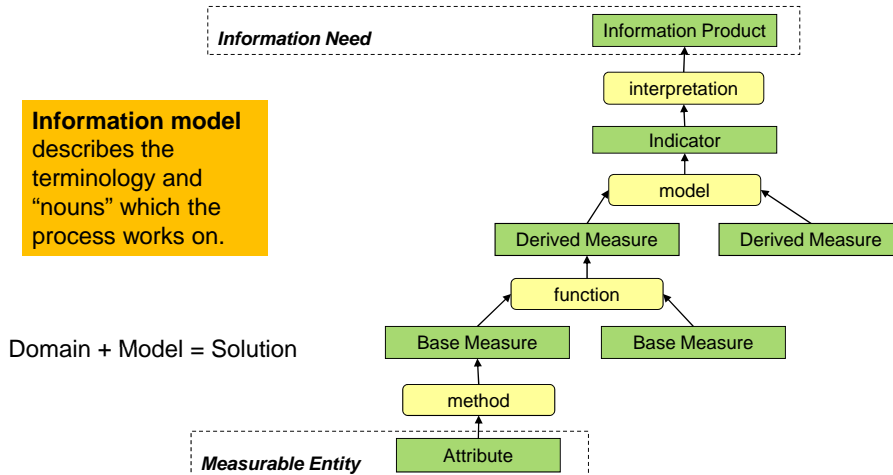 Information Need
Information Product
interpretation
Information model
describes the
terminology and
“nouns” which the
process works on.
Indicator
model
Derived Measure
Derived Measure
function
Domain + Model = Solution
Base Measure
Base Measure
method
Measurable Entity
Attribute